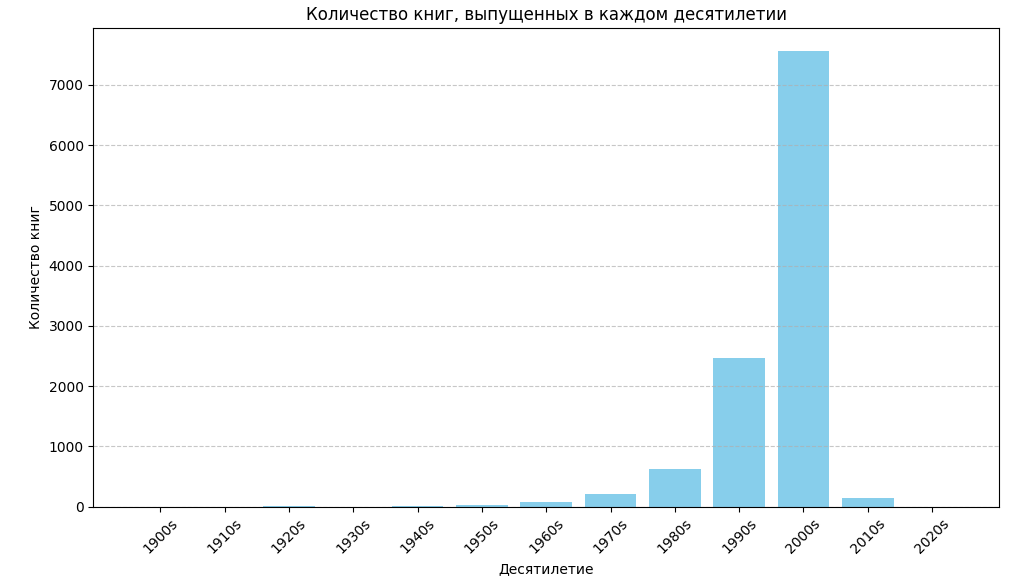 Количество книг, выпущенных в каждом десятилетии
Количество книг
7000
6000
5000
4000
3000
2000
1000
0
1900s
1910s
1920s
1930s
1940s
1950s
1960s
1970s
1980s
1990s
2000s
2010s
2020s
Десятилетие